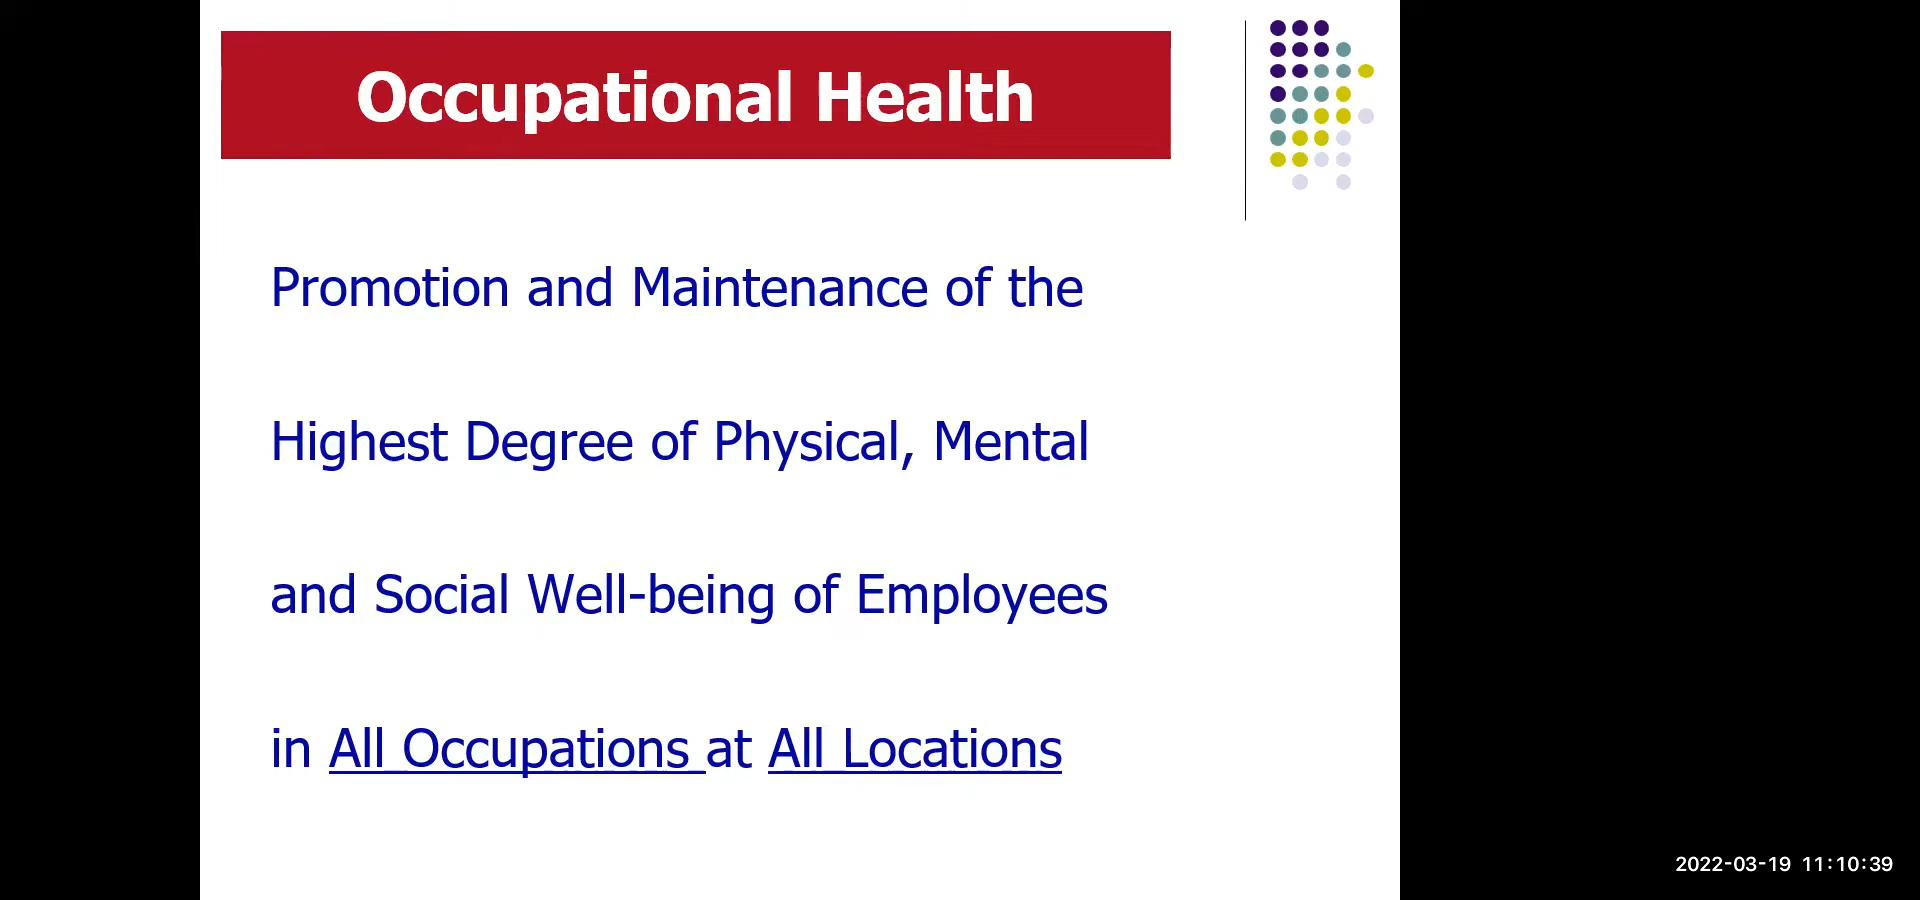 Occupational Health
Promotion and Maintenance of the
Highest Degree of Physical, Mental
and Social Well-being of Employees
in All Occupations at All Locations
2022-03-19 11:10:39